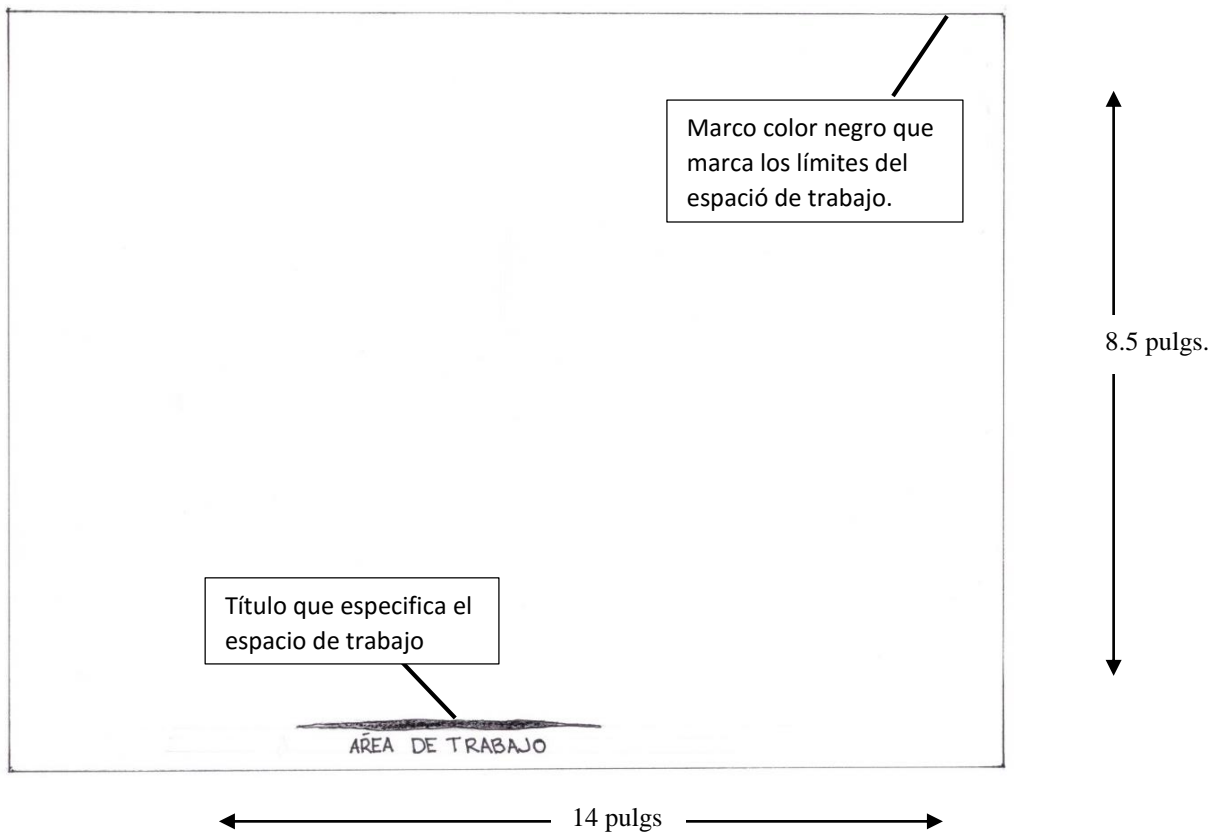 Marco color negro que
marca los límites del
espació de trabajo.
8.5 pulgs.
Título que especifica el
espacio de trabajo
AŔEA DE TRABAJO
14 pulgs